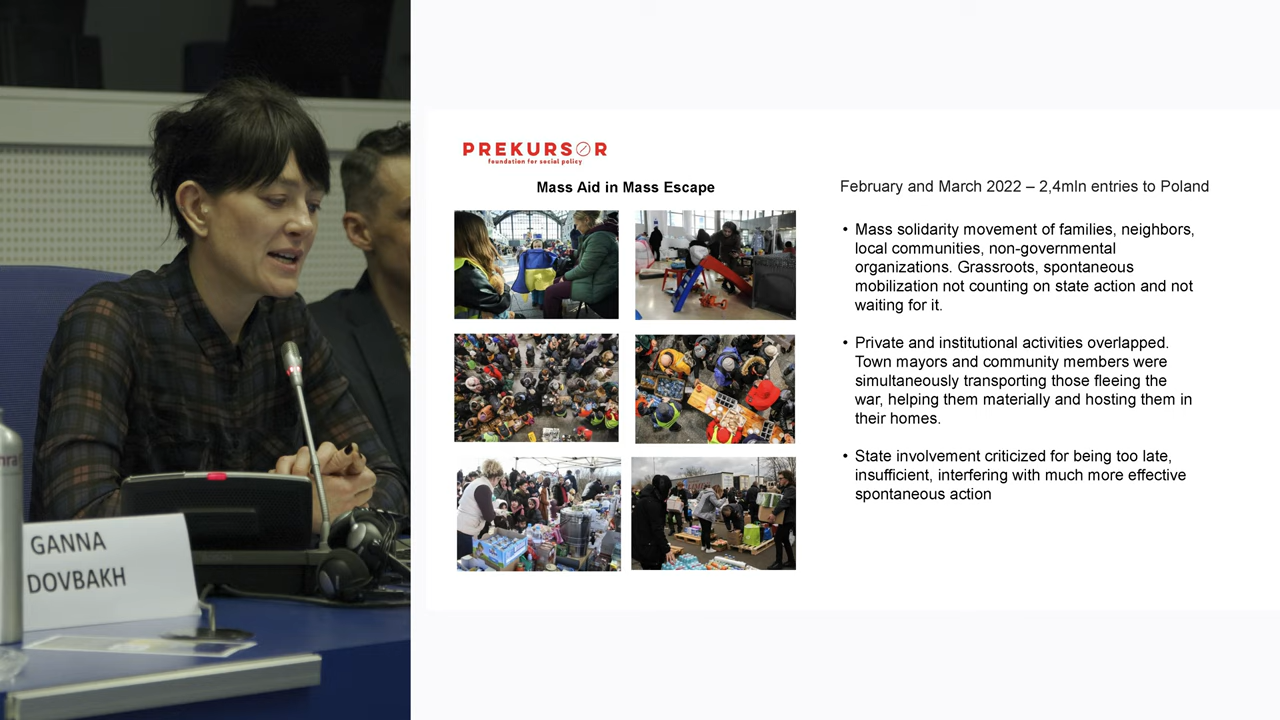 PREKURSOR
foundation for social policy
Mass Aid in Mass Escape
February and March 2022 – 2,4mln entries to Poland
• Mass solidarity movement of families, neighbors,
local communities, non-governmental
organizations. Grassroots, spontaneous
mobilization not counting on state action and not
waiting for it.
• Private and institutional activities overlapped.
Town mayors and community members were
simultaneously transporting those fleeing the
war, helping them materially and hosting them in
their homes.
• State involvement criticized for being too late,
insufficient, interfering with much more effective
spontaneous action
GANNA
DOVBAKH